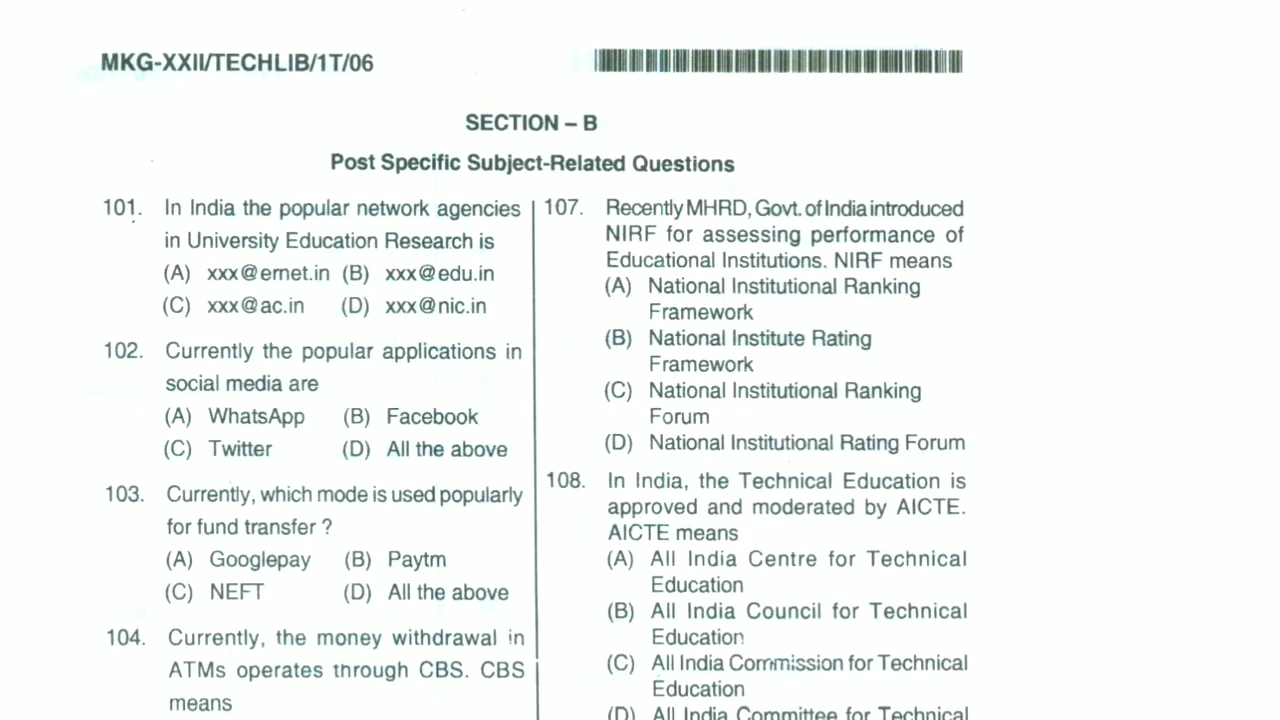 MKG-XXII/TECHLIB/1T/06
SECTION – B
Post Specific Subject-Related Questions
101. In India the popular network agencies
in University Education Research is
(A) xxx@ernet.in (B) xxx@edu.in
(C) xxx@ac.in (D) xxx@nic.in
102. Currently the popular applications in
social media are
(A) WhatsApp (B) Facebook
(C) Twitter (D) All the above
103. Currently, which mode is used popularly
for fund transfer ?
(A) Googlepay (B) Paytm
(C) NEFT (D) All the above
104. Currently, the money withdrawal in
ATMs operates through CBS. CBS
means
107. Recently MHRD, Govt. of India introduced
NIRF for assessing performance of
Educational Institutions. NIRF means
(A) National Institutional Ranking
Framework
(B) National Institute Rating
Framework
(C) National Institutional Ranking
Forum
(D) National Institutional Rating Forum
108. In India, the Technical Education is
approved and moderated by AICTE.
AICTE means
(A) All India Centre for Technical
Education
(B) All India Council for Technical
Education
(C) All India Commission for Technical
Education
(D) All India Committee for Technical